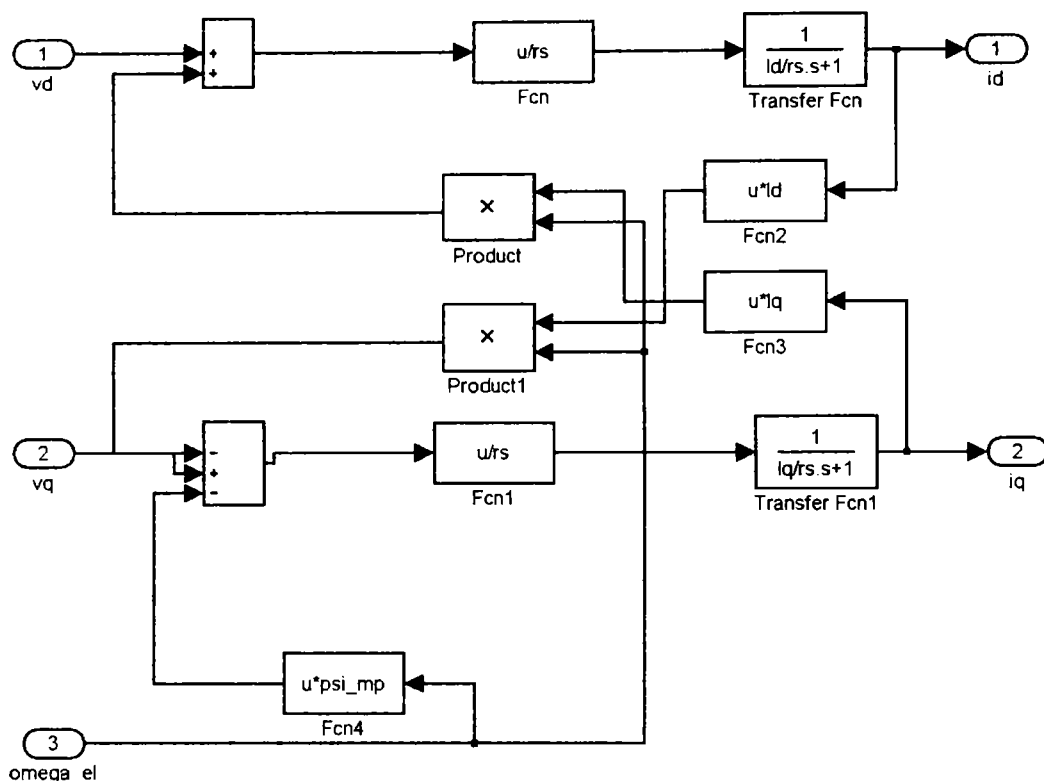 1
vd
+
+
u/rs
Fcn
1
ld/rs.s+1
Transfer Fcn
1
id
×
Product
u*ld
Fcn2
×
Product1
u*lq
Fcn3
2
vq
-
+
-
u/rs
Fcn1
1
lq/rs.s+1
Transfer Fcn1
2
iq
u*psi_mp
Fcn4
3
omega_el